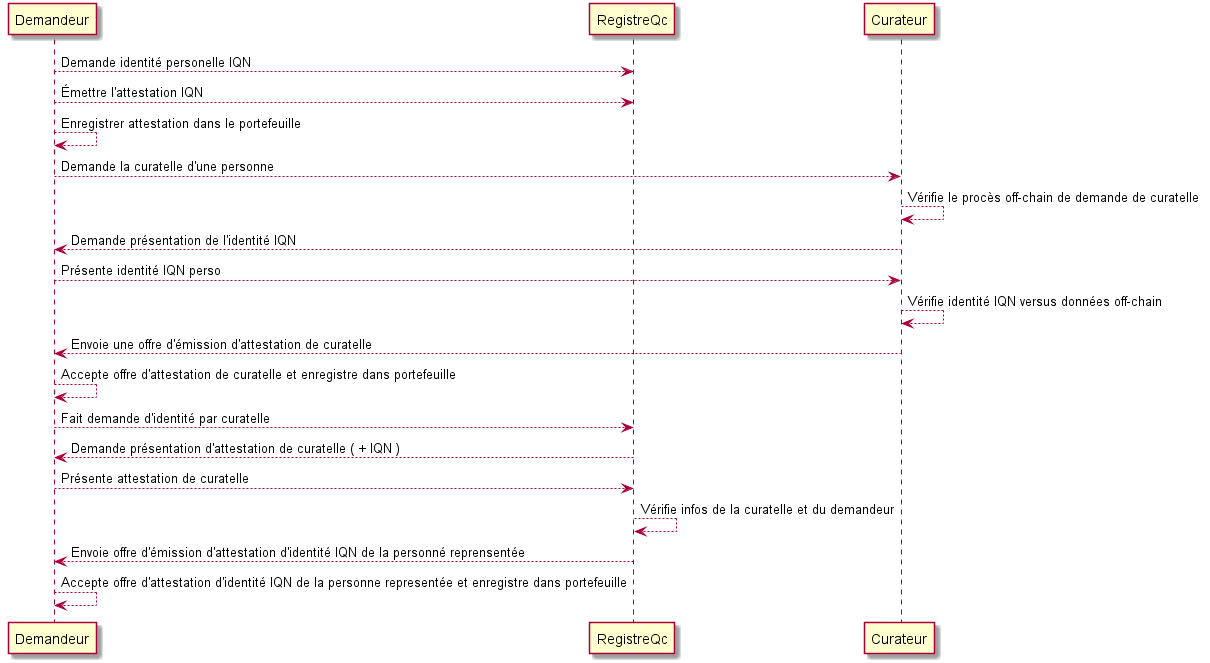 Demandeur
RegistreQc
Curateur
Demande identité personelle IQN
Émettre l'attestation IQN
Enregistrer attestation dans le portefeuille
Demande la curatelle d'une personne
Vérifie le procès off-chain de demande de curatelle
Demande présentation de l'identité IQN
Présente identité IQN perso
Vérifie identité IQN versus données off-chain
Envoie une offre d'émission d'attestation de curatelle
Accepte offre d'attestation de curatelle et enregistre dans portefeuille
Fait demande d'identité par curatelle
Demande présentation d'attestation de curatelle ( + IQN )
Présente attestation de curatelle
Vérifie infos de la curatelle et du demandeur
Envoie offre d'émission d'attestation d'identité IQN de la personné reprensentée
Accepte offre d'attestation d'identité IQN de la personne representée et enregistre dans portefeuille
Demandeur
RegistreQc
Curateur